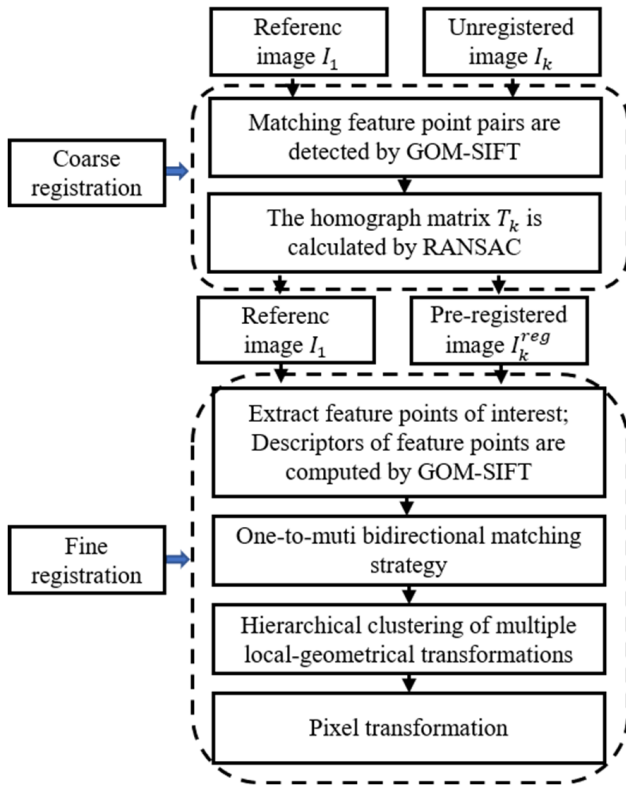 Referenc
image I₁
Unregistered
image Iₖ
Matching feature point pairs are
detected by GOM-SIFT
Coarse
registration
The homograph matrix Tₖ is
calculated by RANSAC
Referenc
image I₁
Pre-registered
image Iₖʳᵉᵍ
Extract feature points of interest;
Descriptors of feature points are
computed by GOM-SIFT
One-to-muti bidirectional matching
strategy
Fine
registration
Hierarchical clustering of multiple
local-geometrical transformations
Pixel transformation